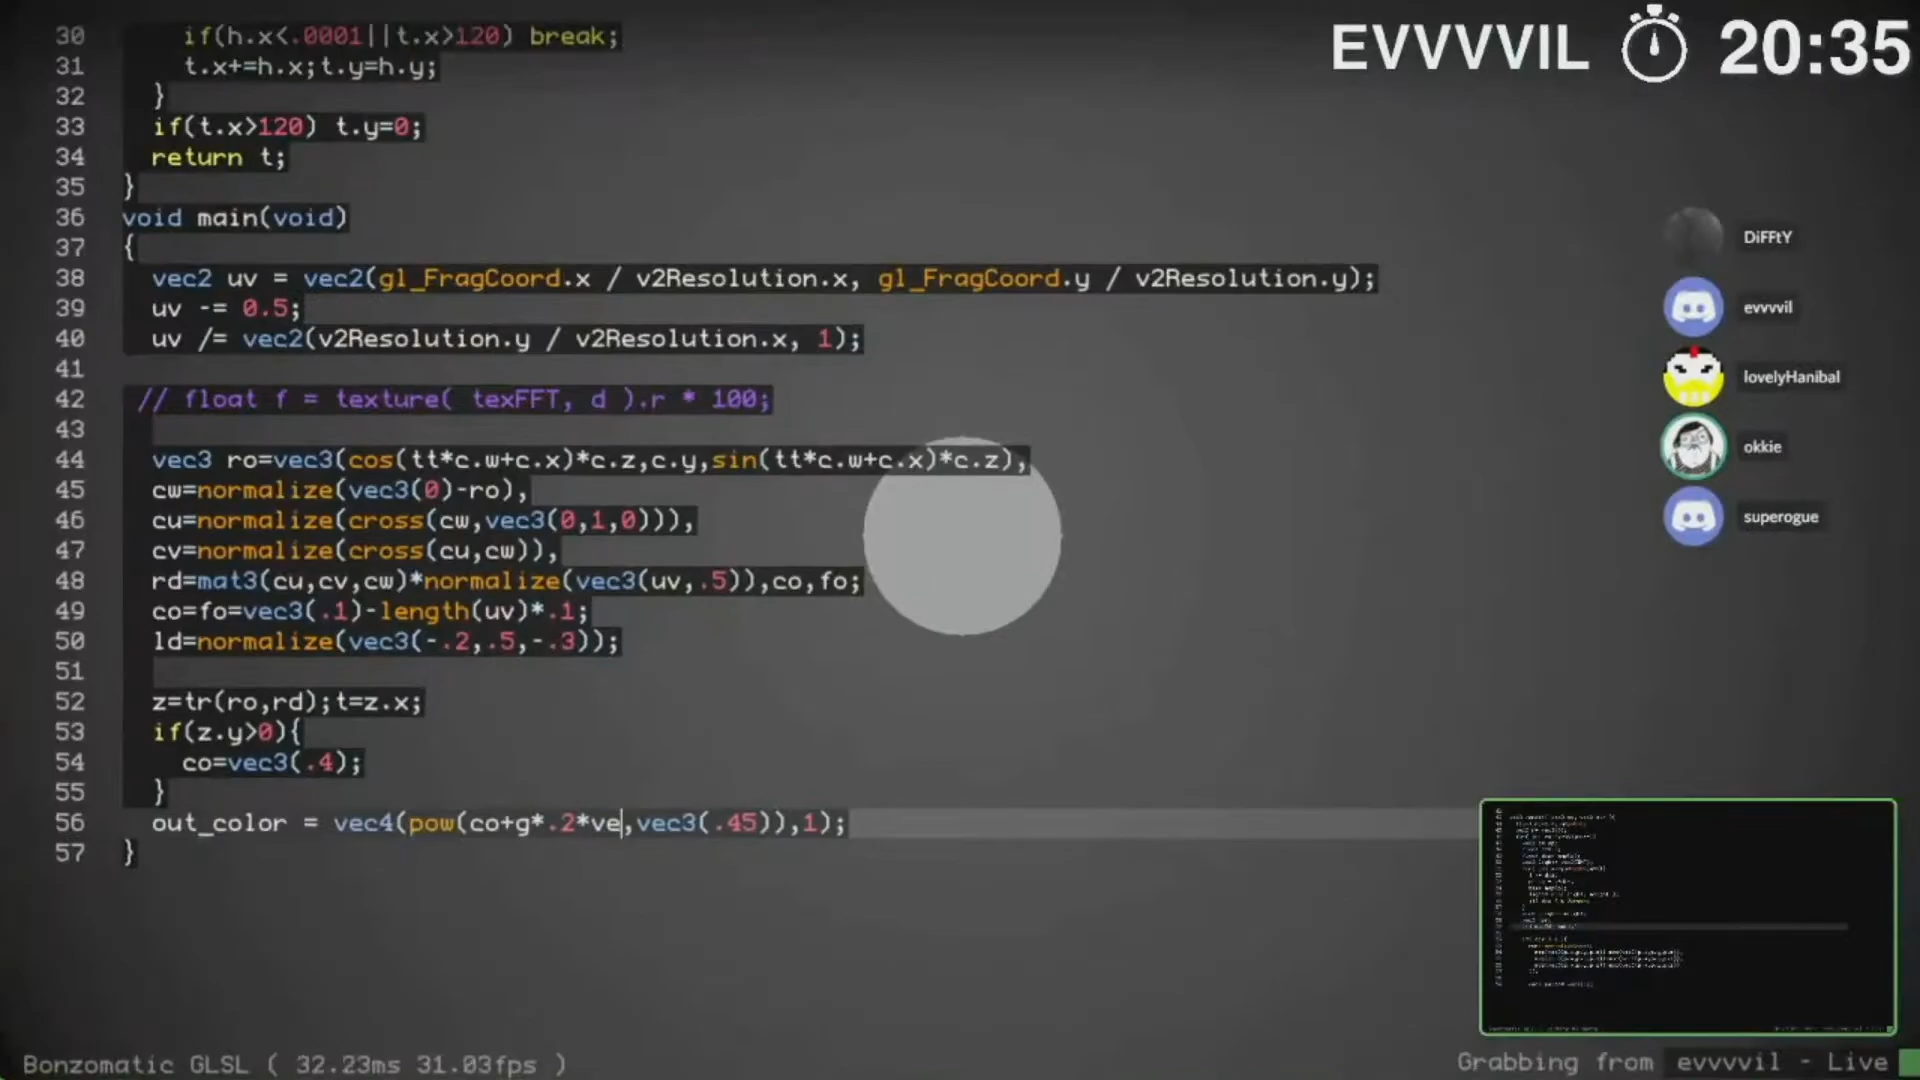 EVVVVIL 20:35
30 if(h.x<.0001||t.x>120) break;
31 t.x+=h.x;t.y=h.y;
32 }
33 if(t.x>120) t.y=0;
34 return t;
35 }
36 void main(void)
37 {
38 vec2 uv = vec2(gl_FragCoord.x / v2Resolution.x, gl_FragCoord.y / v2Resolution.y);
39 uv -= 0.5;
40 uv /= vec2(v2Resolution.y / v2Resolution.x, 1);
41
42 // float f = texture( texFFT, d ).r * 100;
43
44 vec3 ro=vec3(cos(tt*c.w+c.x)*c.z,c.y,sin(tt*c.w+c.x)*c.z),
45 cw=normalize(vec3(0)-ro),
46 cu=normalize(cross(cw,vec3(0,1,0))),
47 cv=normalize(cross(cu,cw)),
48 rd=mat3(cu,cv,cw)*normalize(vec3(uv,.5)),co,fo;
49 co=fo=vec3(.1)-length(uv)*.1;
50 ld=normalize(vec3(-.2,.5,-.3));
51
52 z=tr(ro,rd);t=z.x;
53 if(z.y>0){
54 co=vec3(.4);
55 }
56 out_color = vec4(pow(co+g*.2*ve,vec3(.45)),1);
57 }
DiFFtY
evvvvil
lovelyHanibal
okkie
superogue
Bonzomatic GLSL ( 32.23ms 31.03fps )
Grabbing from evvvvil - Live